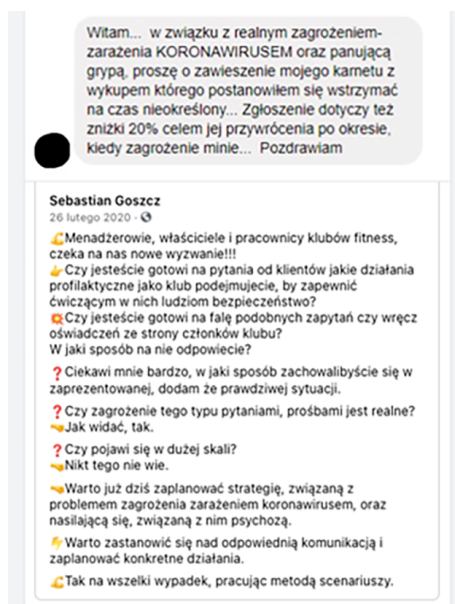 Witam... w związku z realnym zagrożeniem-
zarażenia KORONAWIRUSEM oraz panującą
grypą, proszę o zawieszenie mojego karnetu z
wykupem którego postanowiłem się wstrzymać
na czas nieokreślony... Zgłoszenie dotyczy też
zniżki 20% celem jej przywrócenia po okresie,
kiedy zagrożenie minie... Pozdrawiam
Sebastian Goszcz
26 lutego 2020 ·
Menadżerowie, właściciele i pracownicy klubów fitness,
czeka na nas nowe wyzwanie!!!
Czy jesteście gotowi na pytania od klientów jakie działania
profilaktyczne jako klub podejmujecie, by zapewnić
ćwiczącym w nich ludziom bezpieczeństwo?
Czy jesteście gotowi na falę podobnych zapytań czy wręcz
oświadczeń ze strony członków klubu?
W jaki sposób na nie odpowiecie?
❓Ciekawi mnie bardzo, w jaki sposób zachowalibyście się w
zaprezentowanej, dodam że prawdziwej sytuacji.
❓Czy zagrożenie tego typu pytaniami, prośbami jest realne?
Jak widać, tak.
❓Czy pojawi się w dużej skali?
Nikt tego nie wie.
Warto już dziś zaplanować strategię, związaną z
problemem zagrożenia zarażeniem koronawirusem, oraz
nasilającą się, związaną z nim psychozą.
Warto zastanowić się nad odpowiednią komunikacją i
zaplanować konkretne działania.
Tak na wszelki wypadek, pracując metodą scenariuszy.